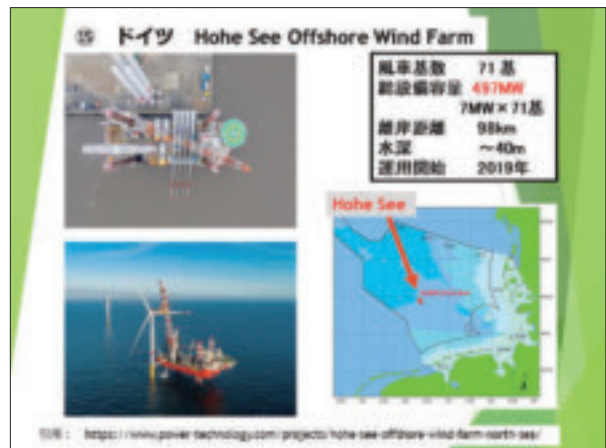 ⑮ ドイツ Hohe See Offshore Wind Farm
風車基数 71基
総設備容量 497MW
7MW×71基
離岸距離 98km
水深 ～40m
運用開始 2019年
Hohe See
引用： https://www.power-technology.com/projects/hohe-see-offshore-wind-farm-north-sea/